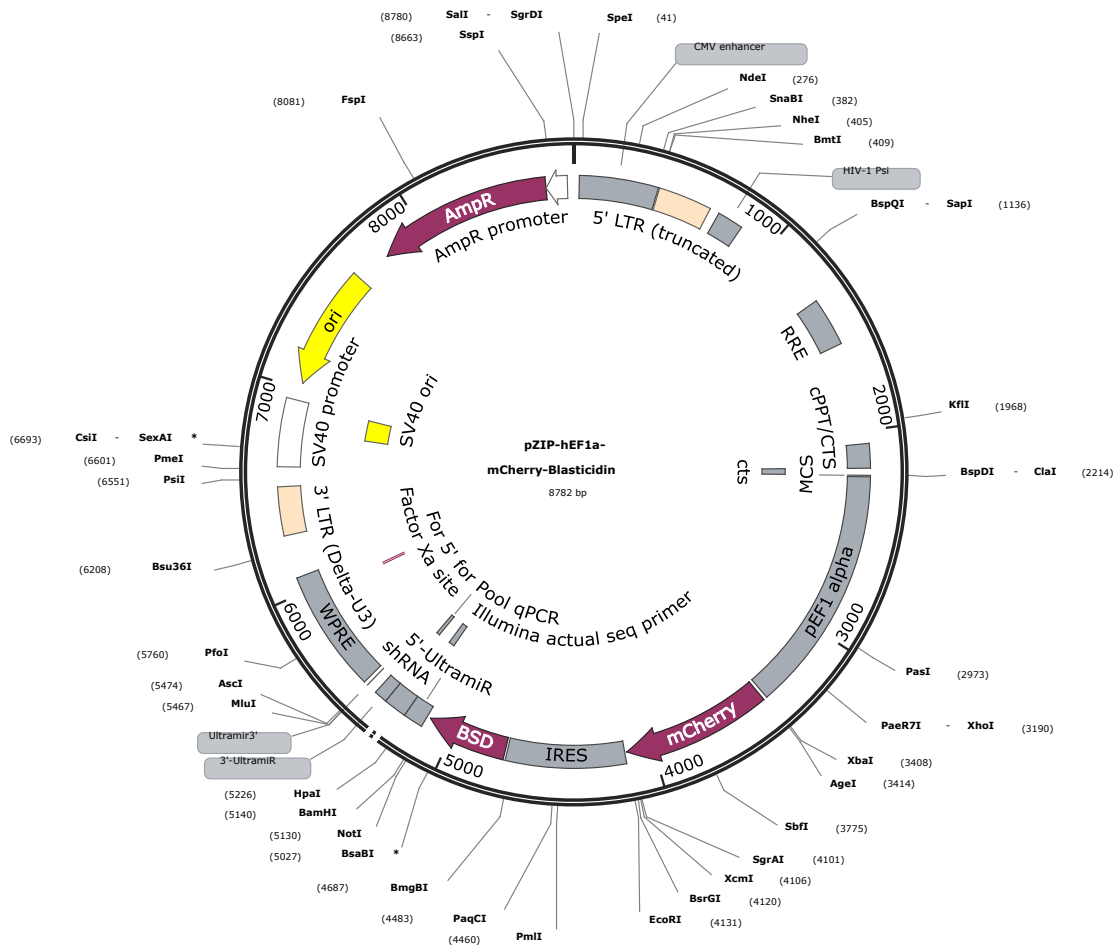 (8780) SalI - SgrDI
(8663) SspI
SpeI (41)
CMV enhancer
NdeI (276)
SnaBI (382)
NheI (405)
BmtI (409)
HIV-1 Psi
BspQI - SapI (1136)
(8081) FspI
1000
8000
AmpR
AmpR promoter
5' LTR (truncated)
RRE
ori
SV40 promoter
7000
SV40 ori
cPPT/CTS
2000
KflI (1968)
(6693) CsiI - SexAI *
(6601) PmeI
(6551) PsiI
pZIP-hEF1a-
mCherry-Blasticidin
8782 bp
cts
MCS
BspDI - ClaI (2214)
3' LTR (Delta-U3)
Factor Xa site
For 5' for Pool qPCR
Illumina actual seq primer
pEF1 alpha
(6208) Bsu36I
6000
WPRE
3000
5'-UltramiR
shRNA
(5760) PfoI
(5474) AscI
(5467) MluI
Ultramir3'
3'-UltramiR
PasI (2973)
PaeR7I - XhoI (3190)
XbaI (3408)
AgeI (3414)
mCherry
BSD
IRES
5000
4000
(5226) HpaI
(5140) BamHI
(5130) NotI
(5027) BsaBI *
(4687) BmgBI
(4483) PaqCI
(4460) PmlI
SbfI (3775)
SgrAI (4101)
XcmI (4106)
BsrGI (4120)
EcoRI (4131)